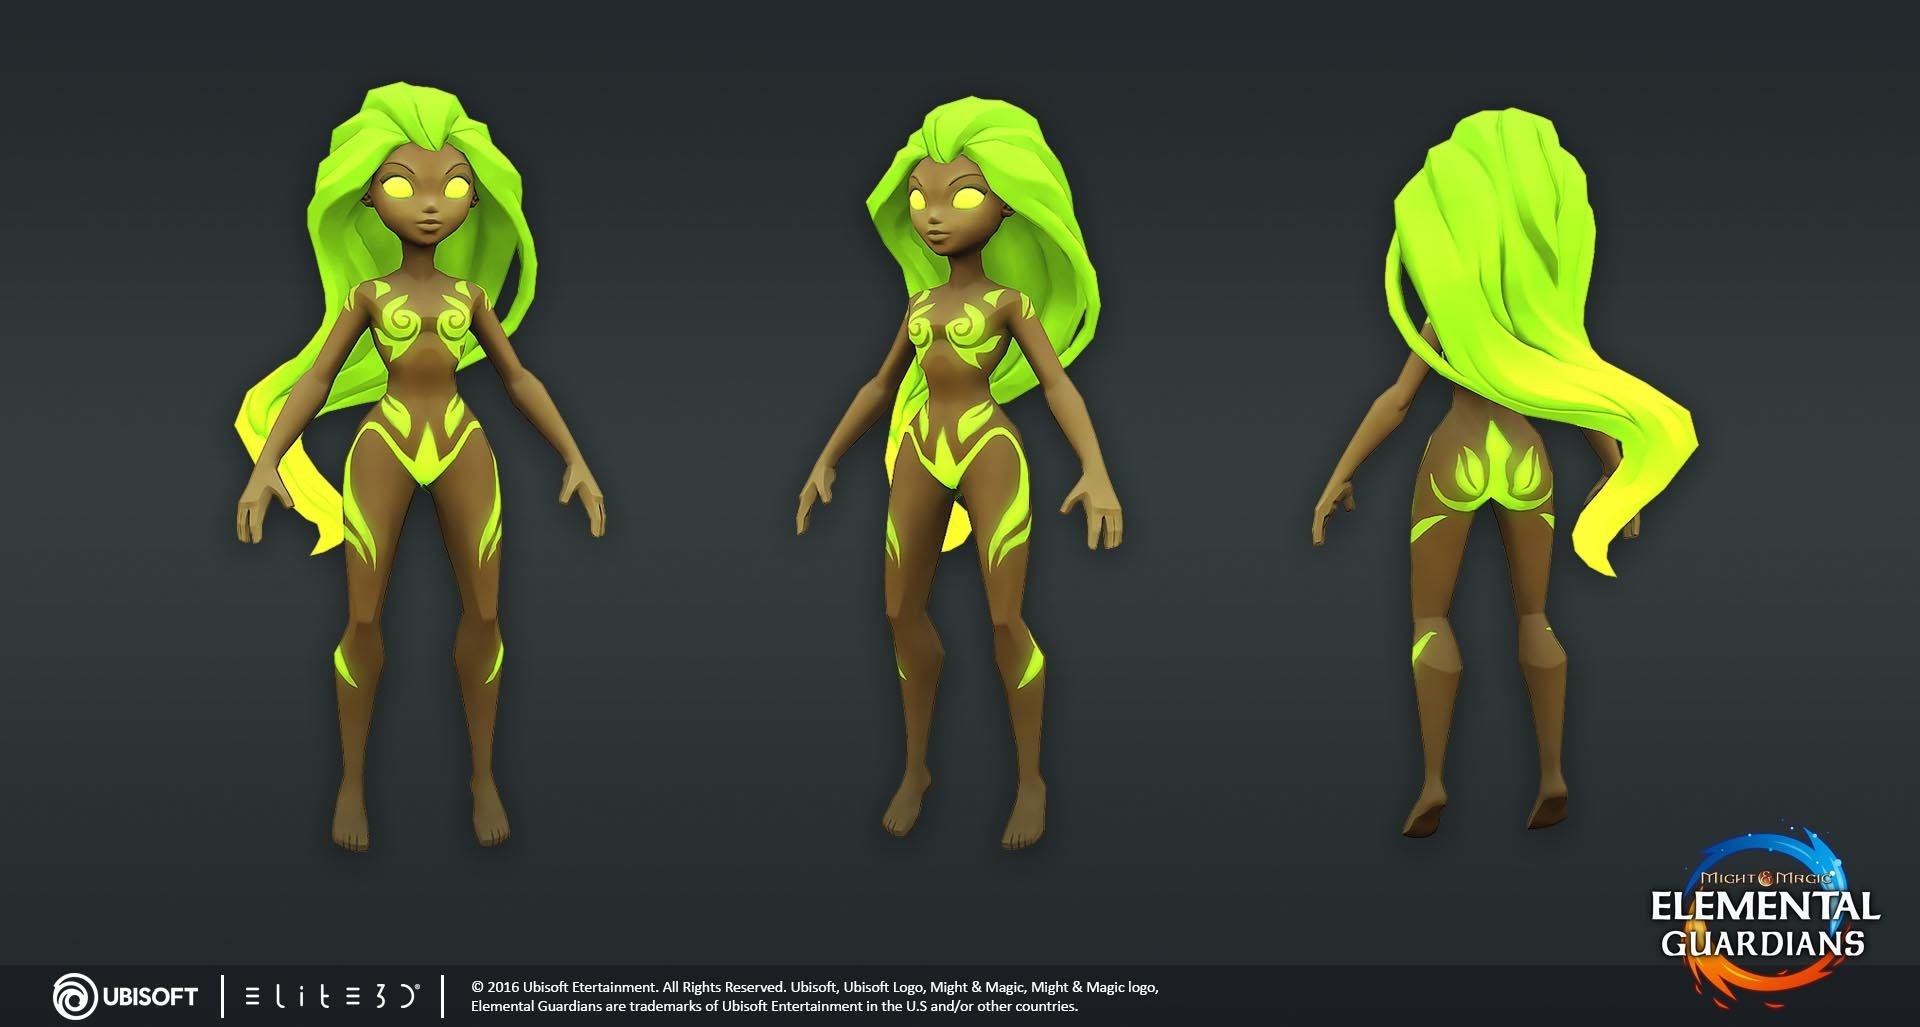 MIGHT & MAGIC
ELEMENTAL
GUARDIANS
UBISOFT
ELITE3D®
© 2016 Ubisoft Etertainment. All Rights Reserved. Ubisoft, Ubisoft Logo, Might & Magic, Might & Magic logo,
Elemental Guardians are trademarks of Ubisoft Entertainment in the U.S and/or other countries.